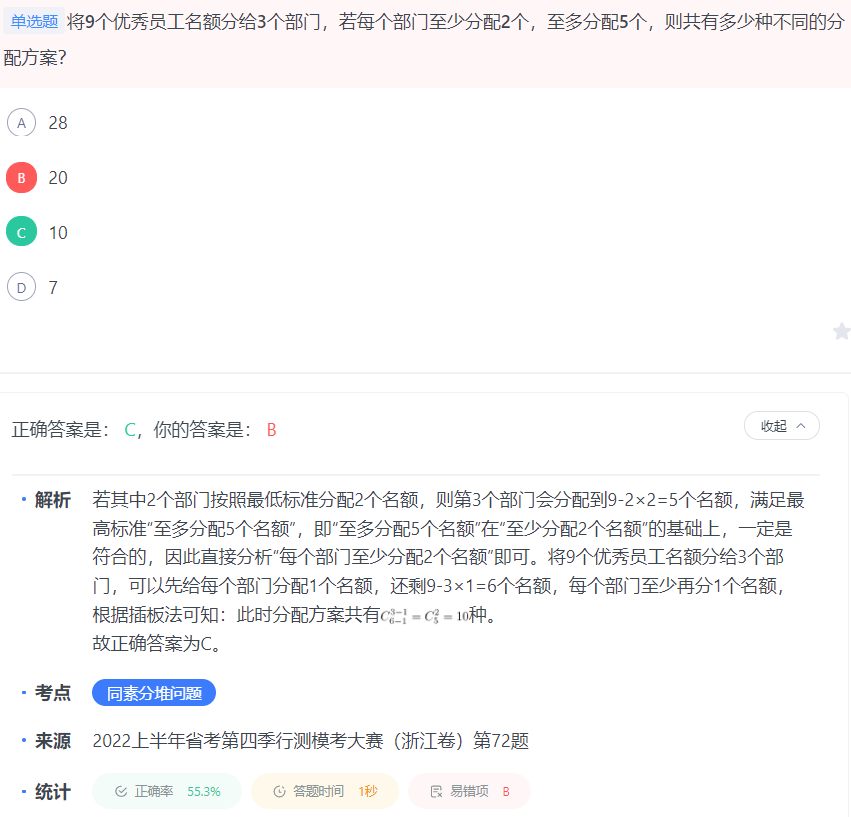 单选题 将9个优秀员工名额分给3个部门，若每个部门至少分配2个，至多分配5个，则共有多少种不同的分
配方案？
A 28
B 20
C 10
D 7
正确答案是： C，你的答案是： B
收起
解析 若其中2个部门按照最低标准分配2个名额，则第3个部门会分配到9-2×2=5个名额，满足最
高标准“至多分配5个名额”，即“至多分配5个名额”在“至少分配2个名额”的基础上，一定是
符合的，因此直接分析“每个部门至少分配2个名额”即可。将9个优秀员工名额分给3个部
门，可以先给每个部门分配1个名额，还剩9-3×1=6个名额，每个部门至少再分1个名额，
根据插板法可知：此时分配方案共有$C_{6-1}^{3-1}=C_5^2=10$种。
故正确答案为C。
考点 同素分堆问题
来源 2022上半年省考第四季行测模考大赛（浙江卷）第72题
统计 正确率 55.3% 答题时间 1秒 易错项 B